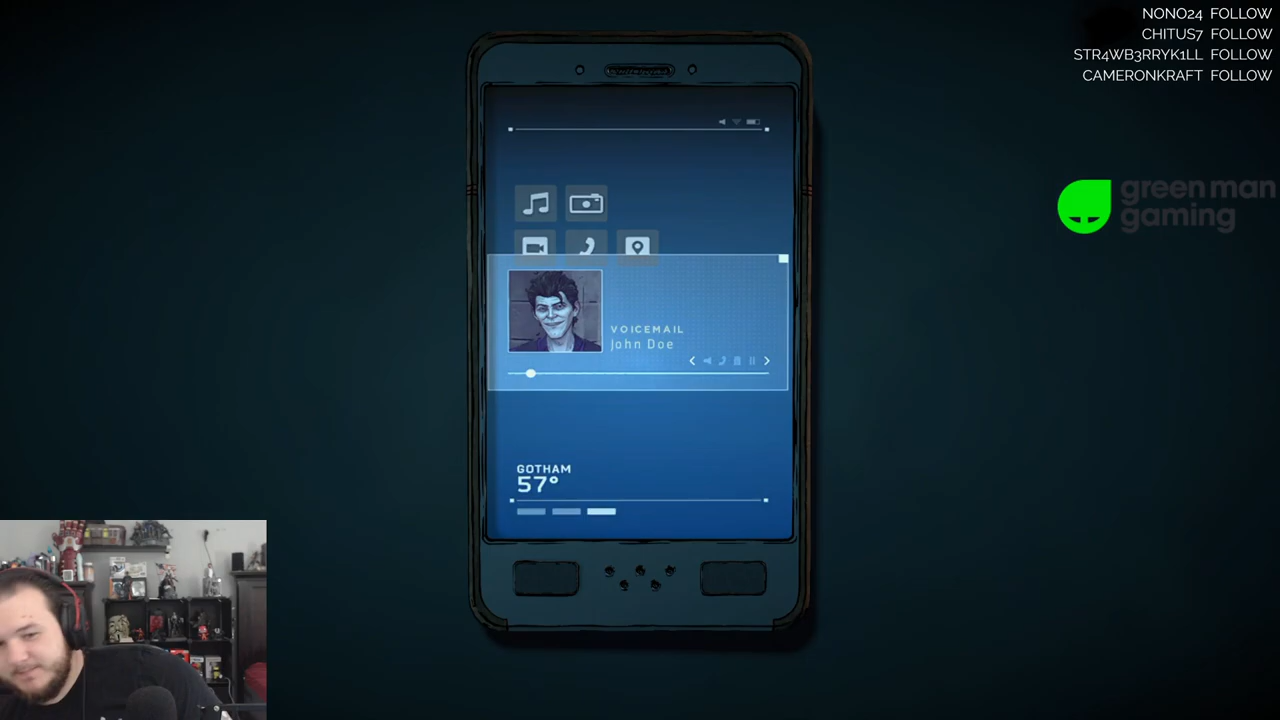 NONO24 FOLLOW
CHITUS7 FOLLOW
STR4WB3RRYK1LL FOLLOW
CAMERONKRAFT FOLLOW
green man
gaming
VOICEMAIL
John Doe
GOTHAM
57°